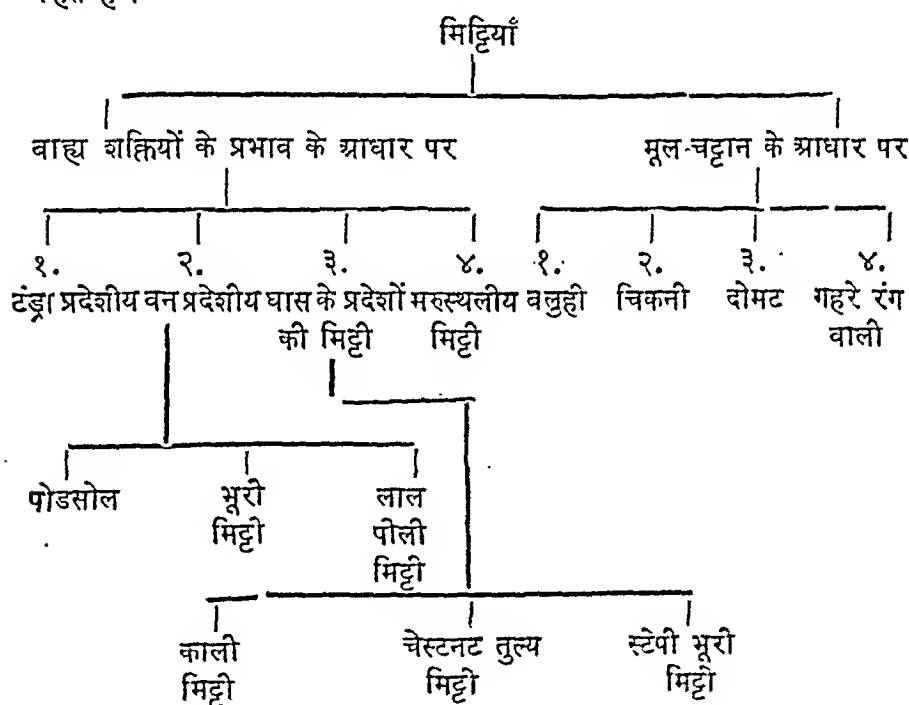 मिट्टियाँ
वाह्य शक्तियों के प्रभाव के आधार पर मूल-चट्टान के आधार पर
१. २. ३. ४. १. २. ३. ४.
टंड्रा प्रदेशीय वन प्रदेशीय घास के प्रदेशों मरुस्थलीय वलुही चिकनी दोमट गहरे रंग
की मिट्टी मिट्टी वाली
पोडसोल भूरी लाल
मिट्टी पोली
मिट्टी
काली चेस्टनट तुल्य स्टेपी भूरी
मिट्टी मिट्टी मिट्टी